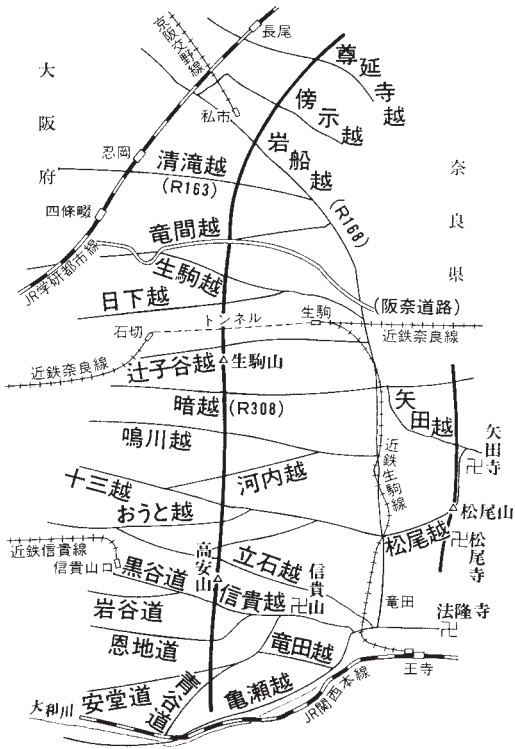 長尾
京阪交野線
尊延寺越
大阪府
傍示越
私市
岩船越
忍岡
清滝越
(R163)
奈良県
四條畷
(R168)
竜間越
JR学研都市線
生駒越
日下越
(阪奈道路)
トンネル
生駒
石切
近鉄奈良線
辻子谷越
生駒山
近鉄奈良線
暗越(R308)
矢田越
鳴川越
矢田寺
近鉄生駒線
河内越
十三越
おうと越
松尾山
松尾越
松尾寺
近鉄信貴線
信貴山口
高安山
立石越
黒谷道
信貴越
信貴山
竜田
岩谷道
法隆寺
恩地道
竜田越
王寺
青谷道
安堂道
亀瀬越
JR関西本線
大和川